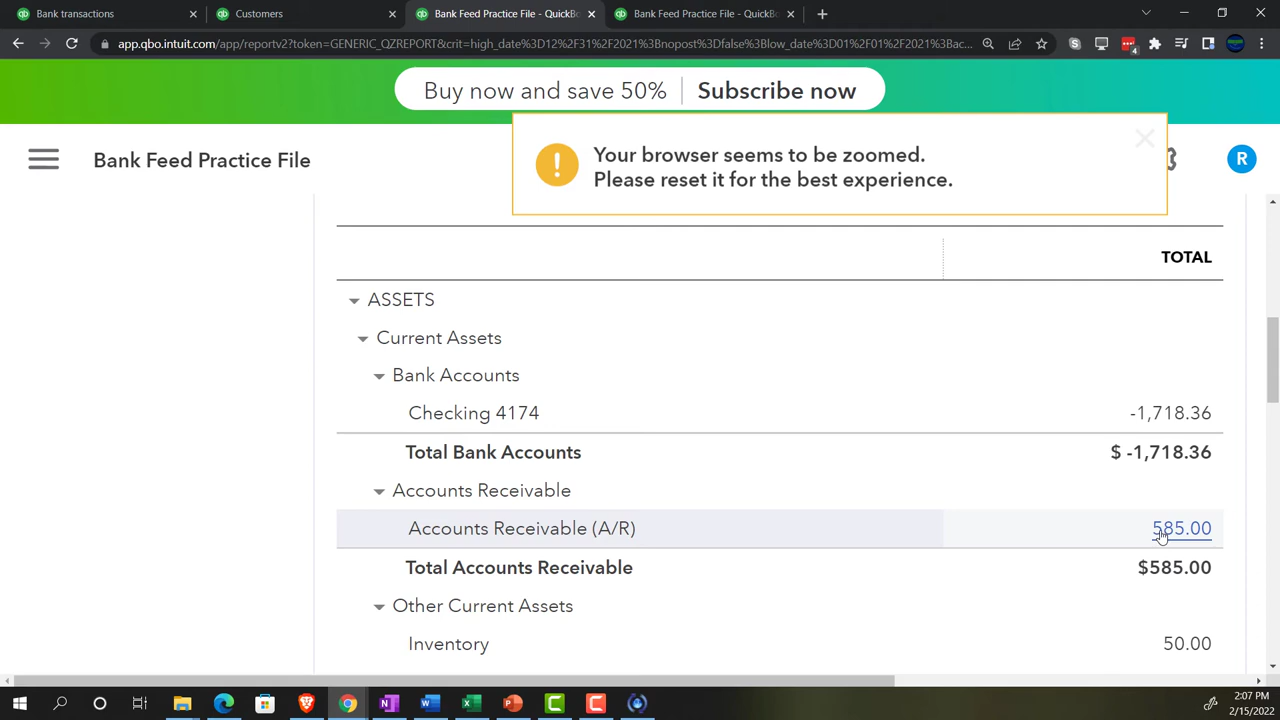 Bank transactions
Customers
Bank Feed Practice File - QuickBo
Bank Feed Practice File - QuickBo
app.qbo.intuit.com/app/reportv2?token=GENERIC_QZREPORT&crit=high_date%3D12%2F31%2F2021%3Bnopost%3Dfalse%3Blow_date%3D01%2F01%2F2021%3Bac...
4
Buy now and save 50%
Subscribe now
Bank Feed Practice File
Your browser seems to be zoomed.
Please reset it for the best experience.
R
TOTAL
ASSETS
Current Assets
Bank Accounts
Checking 4174 -1,718.36
Total Bank Accounts $ -1,718.36
Accounts Receivable
Accounts Receivable (A/R) 585.00
Total Accounts Receivable $585.00
Other Current Assets
Inventory 50.00
2:07 PM
2/15/2022